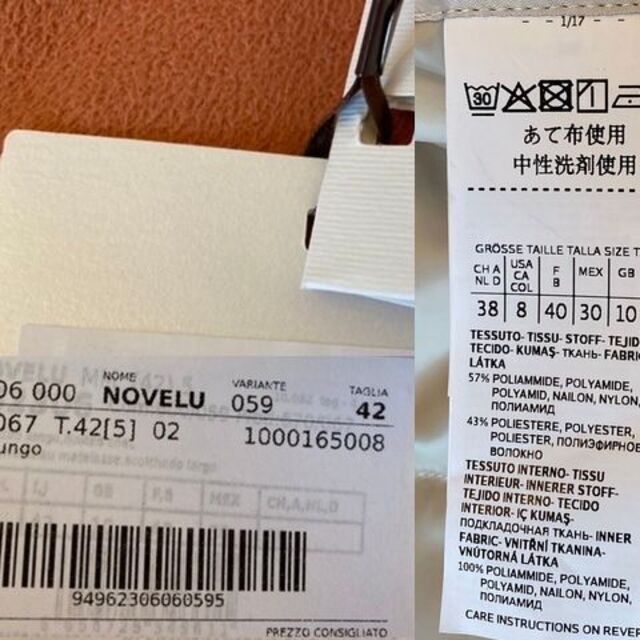 06 000 NOME NOVELU VARIANTE 059 TAGLIA 42
067 T.42[5] 02 1000165008
ungo
94962306060595
PREZZO CONSIGLIATO
1/17
30
あて布使用
中性洗剤使用
GRÖSSE TAILLE TALLA SIZE T
CH A NL D USA CA COL F B MEX GB
38 8 40 30 10
TESSUTO- TISSU- STOFF- TEJID
TECIDO- KUMAŞ- ТКАНЬ- FABRI
LÁTKA
57% POLIAMMIDE, POLYAMIDE,
POLYAMID, NAILON, NYLON,
ПОЛИАМИД
43% POLIESTERE, POLYESTER,
POLIESTER, ПОЛИЭФИРНОЕ
ВОЛОКНО
TESSUTO INTERNO- TISSU
INTERIEUR- INNERER STOFF-
TEJIDO INTERNO- TECIDO
INTERIOR- IÇ KUMAŞ-
ПОДКЛАДОЧНАЯ ТКАНЬ- INNER
FABRIC- VNITŘNÍ TKANINA-
VNÚTORNÁ LÁTKA
100% POLIAMMIDE, POLYAMIDE,
POLYAMID, NAILON, NYLON,
ПОЛИАМИД
CARE INSTRUCTIONS ON REVER